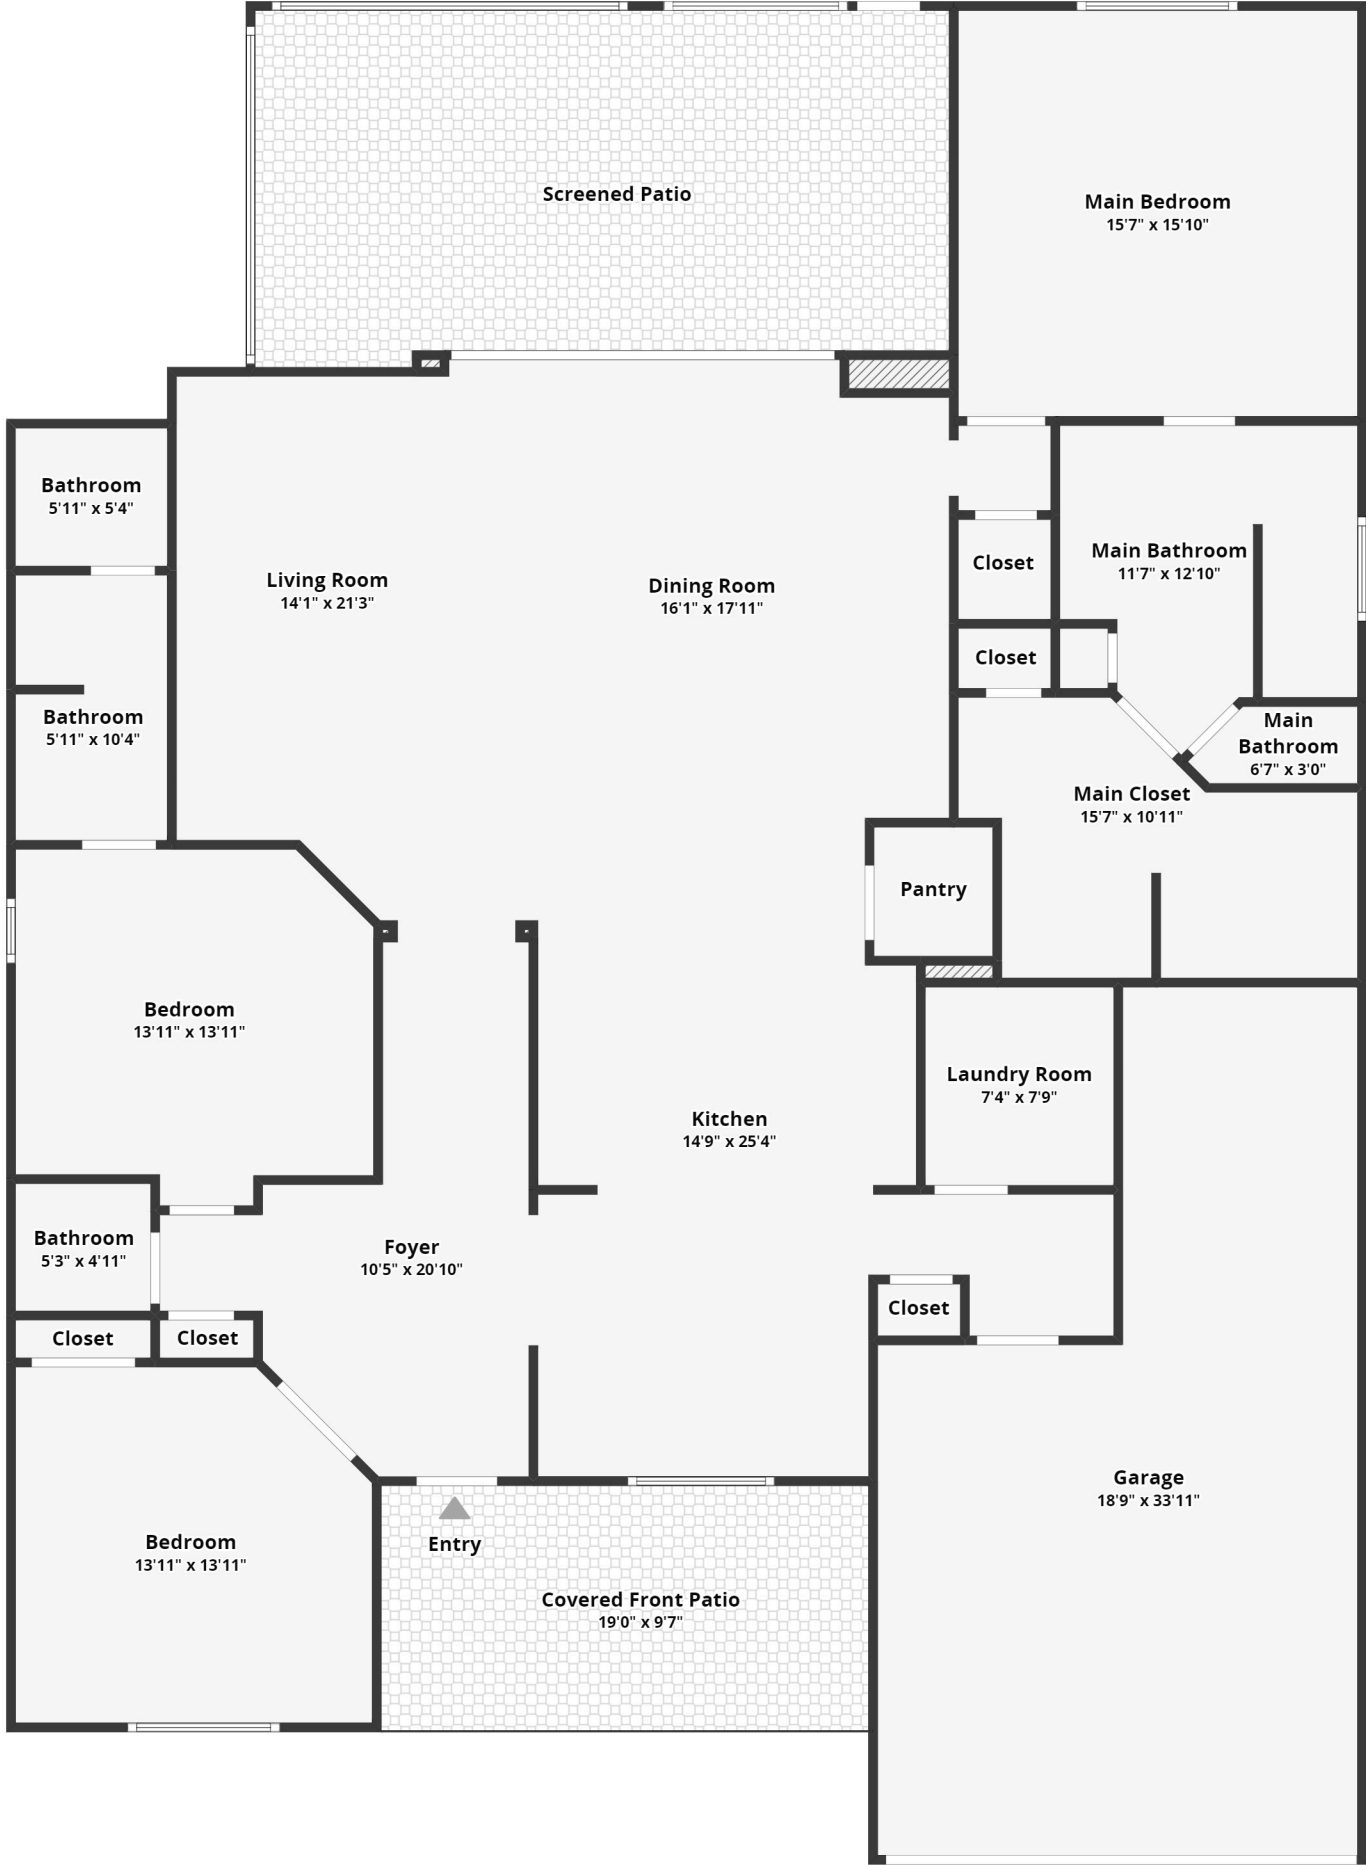 Screened Patio
Main Bedroom
15'7" x 15'10"
Bathroom
5'11" x 5'4"
Living Room
14'1" x 21'3"
Dining Room
16'1" x 17'11"
Closet
Main Bathroom
11'7" x 12'10"
Closet
Bathroom
5'11" x 10'4"
Main
Bathroom
6'7" x 3'0"
Main Closet
15'7" x 10'11"
Pantry
Bedroom
13'11" x 13'11"
Laundry Room
7'4" x 7'9"
Kitchen
14'9" x 25'4"
Bathroom
5'3" x 4'11"
Foyer
10'5" x 20'10"
Closet
Closet
Closet
Garage
18'9" x 33'11"
Bedroom
13'11" x 13'11"
Entry
Covered Front Patio
19'0" x 9'7"